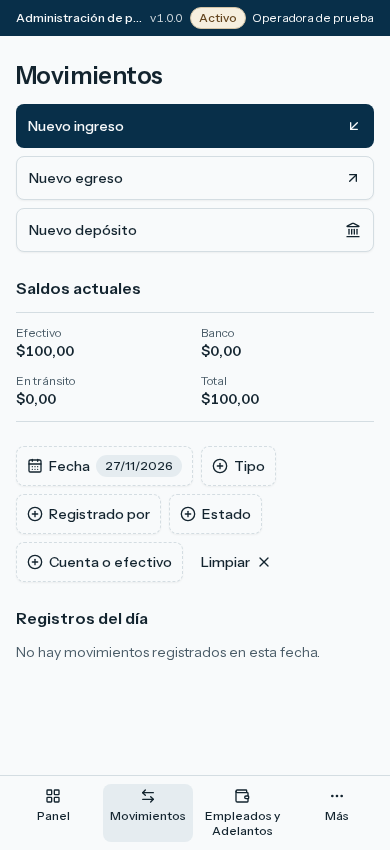 Administración de p... v1.0.0 Activo Operadora de prueba
Movimientos
Nuevo ingreso
Nuevo egreso
Nuevo depósito
Saldos actuales
Efectivo Banco
$100,00 $0,00
En tránsito Total
$0,00 $100,00
Fecha 27/11/2026 Tipo
Registrado por Estado
Cuenta o efectivo Limpiar
Registros del día
No hay movimientos registrados en esta fecha.
Panel Movimientos Empleados y Más
Adelantos